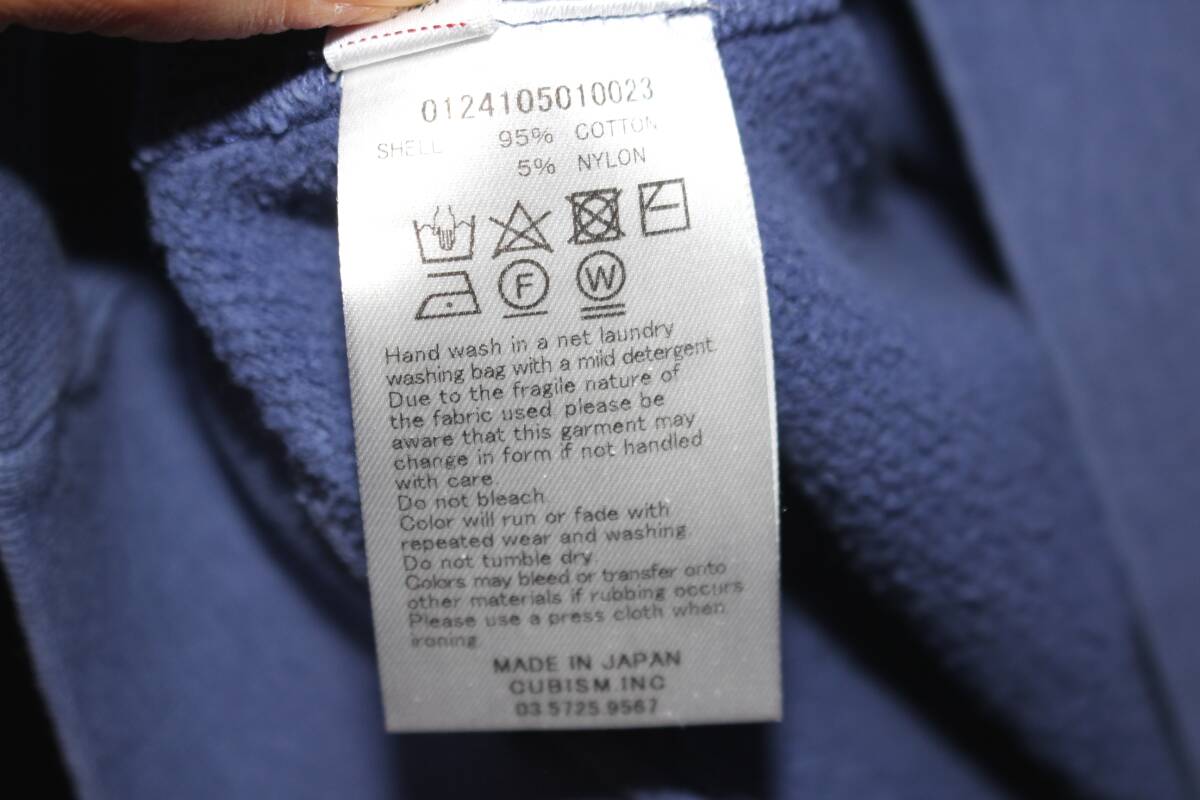 0124105010023
SHELL 95% COTTON
5% NYLON
F W
Hand wash in a net laundry
washing bag with a mild detergent.
Due to the fragile nature of
the fabric used, please be
aware that this garment may
change in form if not handled
with care.
Do not bleach.
Color will run or fade with
repeated wear and washing.
Do not tumble dry.
Colors may bleed or transfer onto
other materials if rubbing occurs
Please use a press cloth when
ironing.
MADE IN JAPAN
CUBISM.INC
03.5725.9567